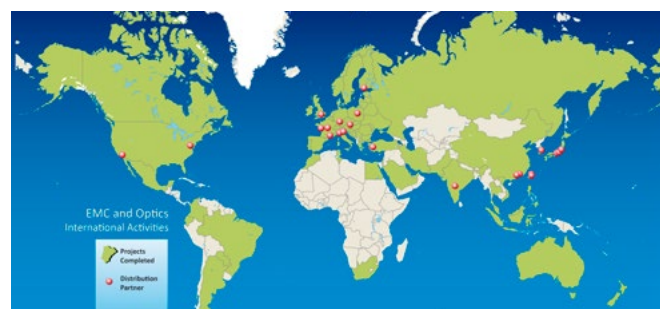 EMC and Optics
International Activities
Projects
Completed
Distribution
Partner